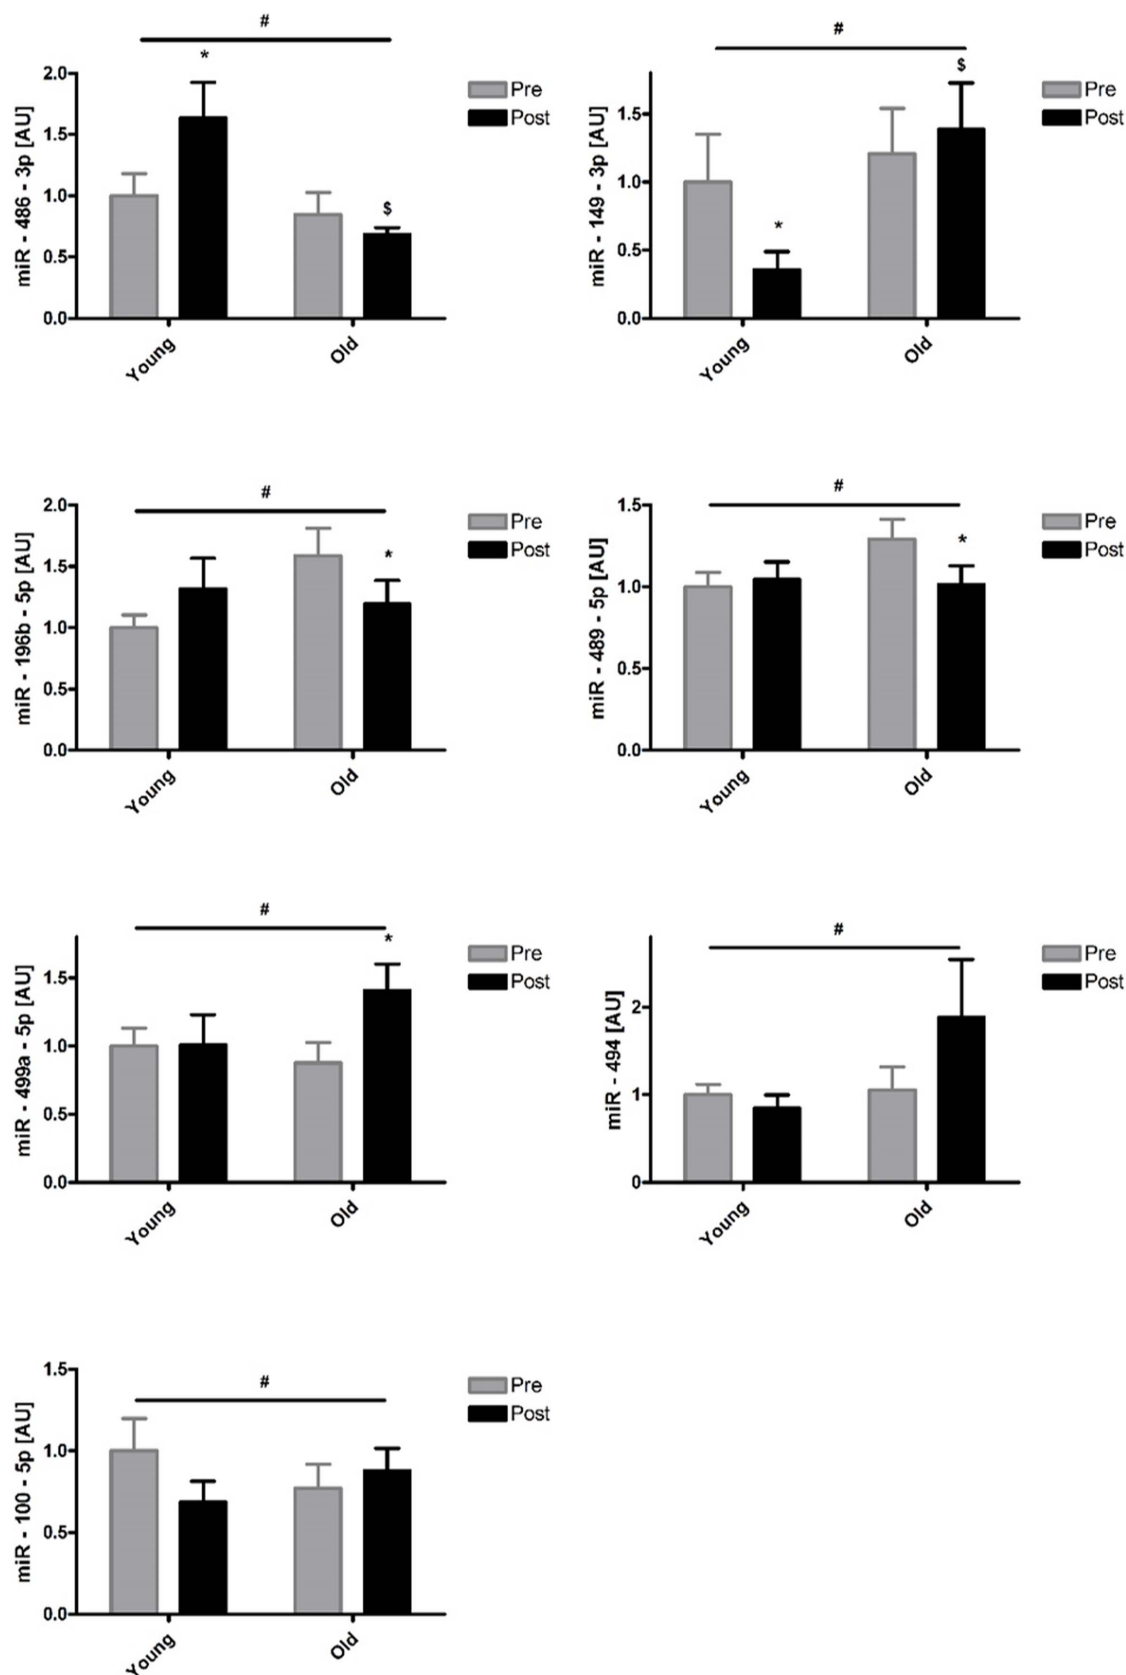 #
*
$
miR - 486 - 3p [AU]
2.0
1.5
1.0
0.5
0.0
Young
Old
Pre
Post
#
*
$
miR - 149 - 3p [AU]
1.5
1.0
0.5
0.0
Young
Old
Pre
Post
#
*
miR - 196b - 5p [AU]
2.0
1.5
1.0
0.5
0.0
Young
Old
Pre
Post
#
*
miR - 489 - 5p [AU]
1.5
1.0
0.5
0.0
Young
Old
Pre
Post
#
*
miR - 499a - 5p [AU]
1.5
1.0
0.5
0.0
Young
Old
Pre
Post
#
miR - 494 [AU]
2
1
0
Young
Old
Pre
Post
#
miR - 100 - 5p [AU]
1.5
1.0
0.5
0.0
Young
Old
Pre
Post